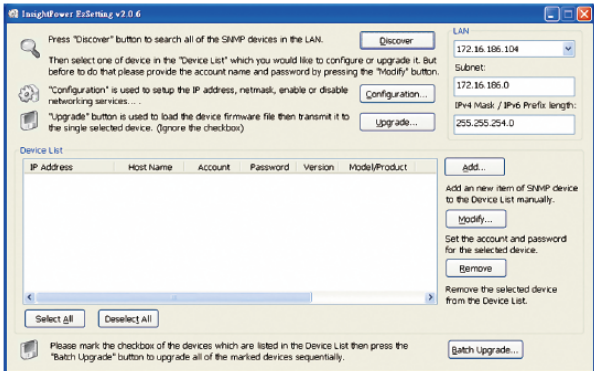 InsightPower EzSetting v2.0.6
Press "Discover" button to search all of the SNMP devices in the LAN.
Discover
Then select one of device in the "Device List" which you would like to configure or upgrade it. But
before to do that please provide the account name and password by pressing the "Modify" button.
"Configuration" is used to setup the IP address, netmask, enable or disable
networking services... .
Configuration...
"Upgrade" button is used to load the device firmware file then transmit it to
the single selected device. (Ignore the checkbox)
Upgrade...
LAN
172.16.186.104
Subnet:
172.16.186.0
IPv4 Mask / IPv6 Prefix length:
255.255.254.0
Device List
IP Address Host Name Account Password Version Model/Product
Add...
Add an new item of SNMP device
to the Device List manually.
Modify...
Set the account and password
for the selected device.
Remove
Remove the selected device
from the Device List.
Select All Deselect All
Please mark the checkbox of the devices which are listed in the Device List then press the
"Batch Upgrade" button to upgrade all of the marked devices sequentially.
Batch Upgrade...